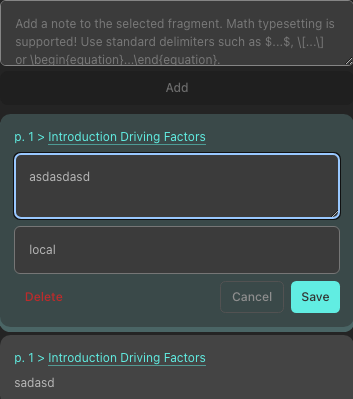 Add a note to the selected fragment. Math typesetting is
supported! Use standard delimiters such as $...$, \[...\]
or \begin{equation}...\end{equation}.
Add
p. 1 > Introduction Driving Factors
asdasdasd
local
Delete
Cancel
Save
p. 1 > Introduction Driving Factors
sadasd